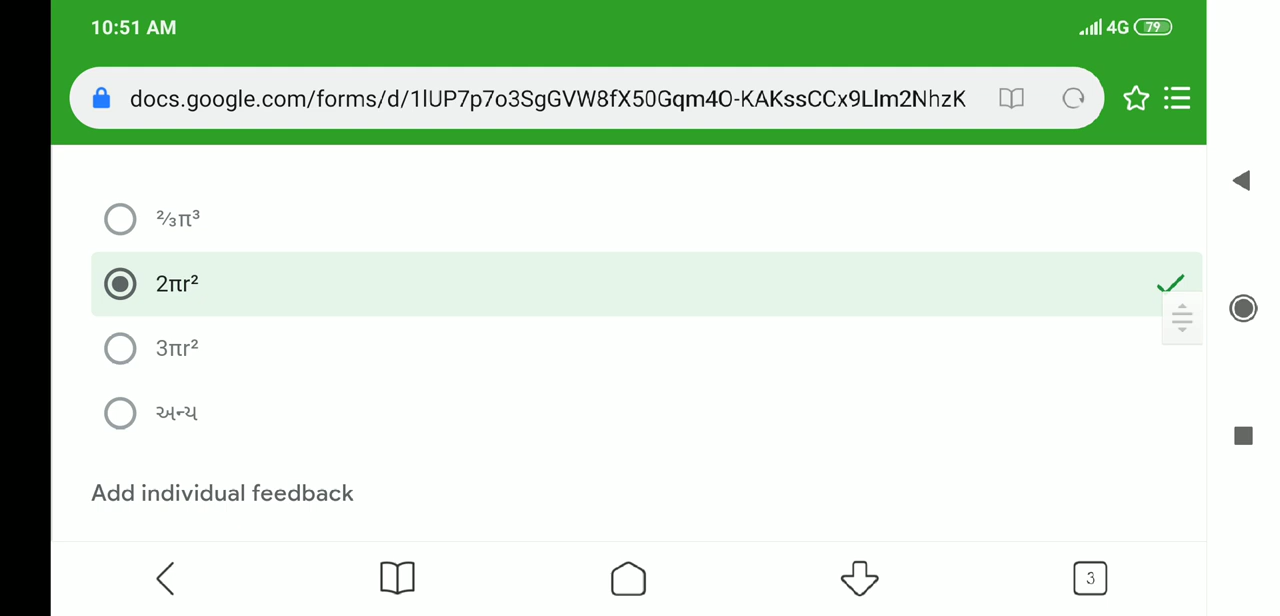 10:51 AM
4G 79
docs.google.com/forms/d/1lUP7p7o3SgGVW8fX50Gqm4O-KAKssCCx9Llm2NhzK
⅔π³
2πr²
3πr²
અન્ય
Add individual feedback
3